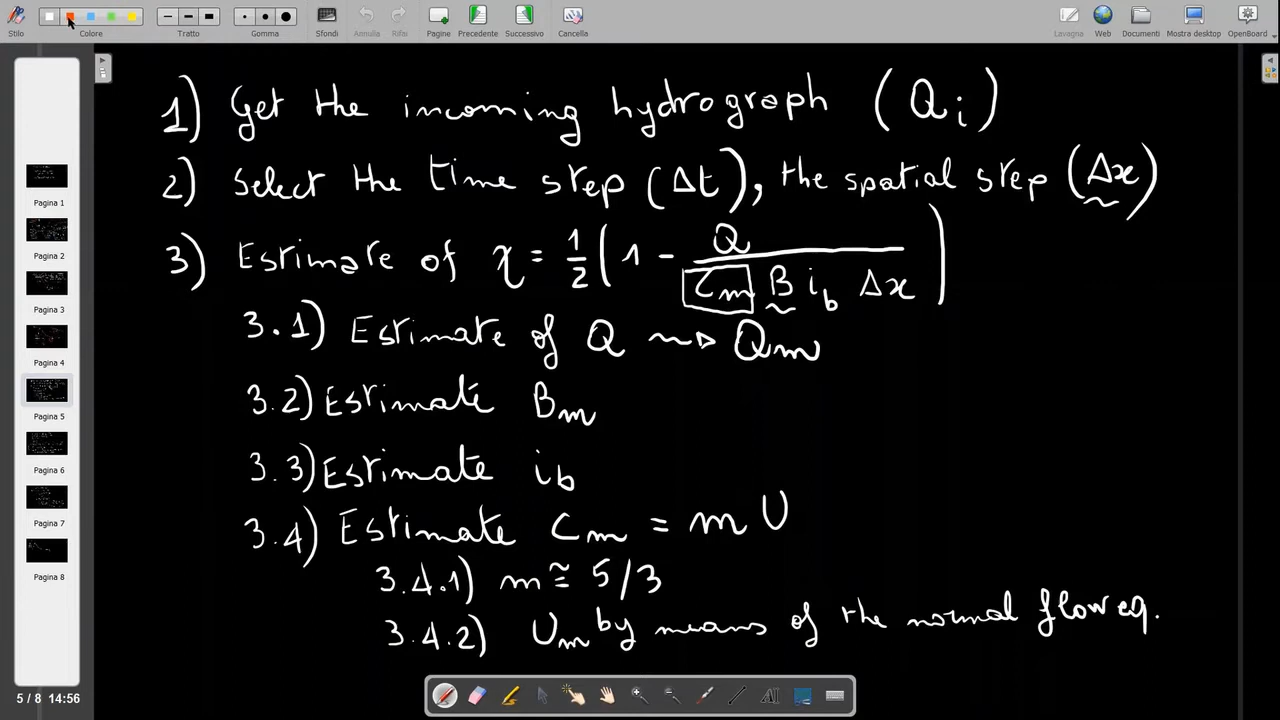 Stilo
Colore
Tratto
Gomma
Sfondi
Annulla
Rifai
Pagine
Precedente
Successivo
Cancella
Lavagna
Web
Documenti
Mostra desktop
OpenBoard
Pagina 1
Pagina 2
Pagina 3
Pagina 4
Pagina 5
Pagina 6
Pagina 7
Pagina 8
5 / 8 14:56
1) Get the incoming hydrograph (Qi)
2) Select the time step (Δt), the spatial step (Δx)
3) Estimate of χ = 1/2 (1 - Q / (Cm B ib Δx))
3.1) Estimate of Q ⇝ Qm
3.2) Estimate Bm
3.3) Estimate ib
3.4) Estimate Cm = m U
3.4.1) m ≅ 5/3
3.4.2) Um by means of the normal flow eq.